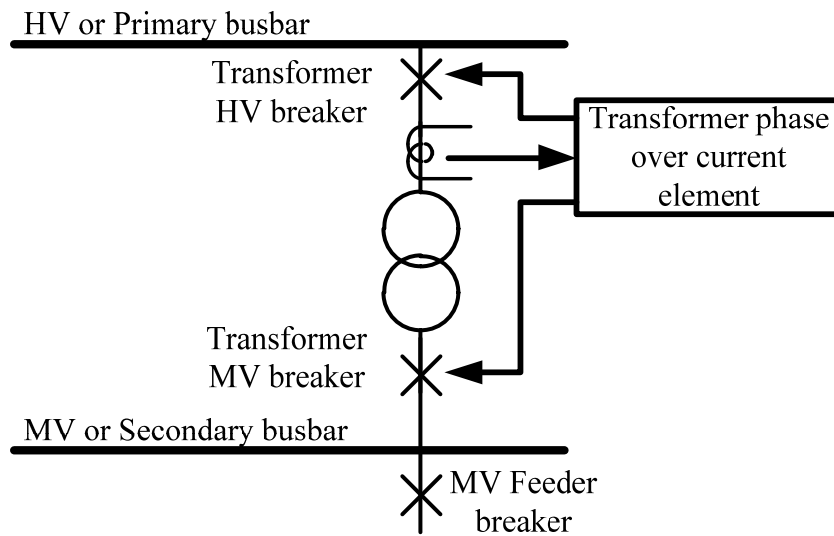 HV or Primary busbar
Transformer
HV breaker
Transformer phase
over current
element
Transformer
MV breaker
MV or Secondary busbar
MV Feeder
breaker